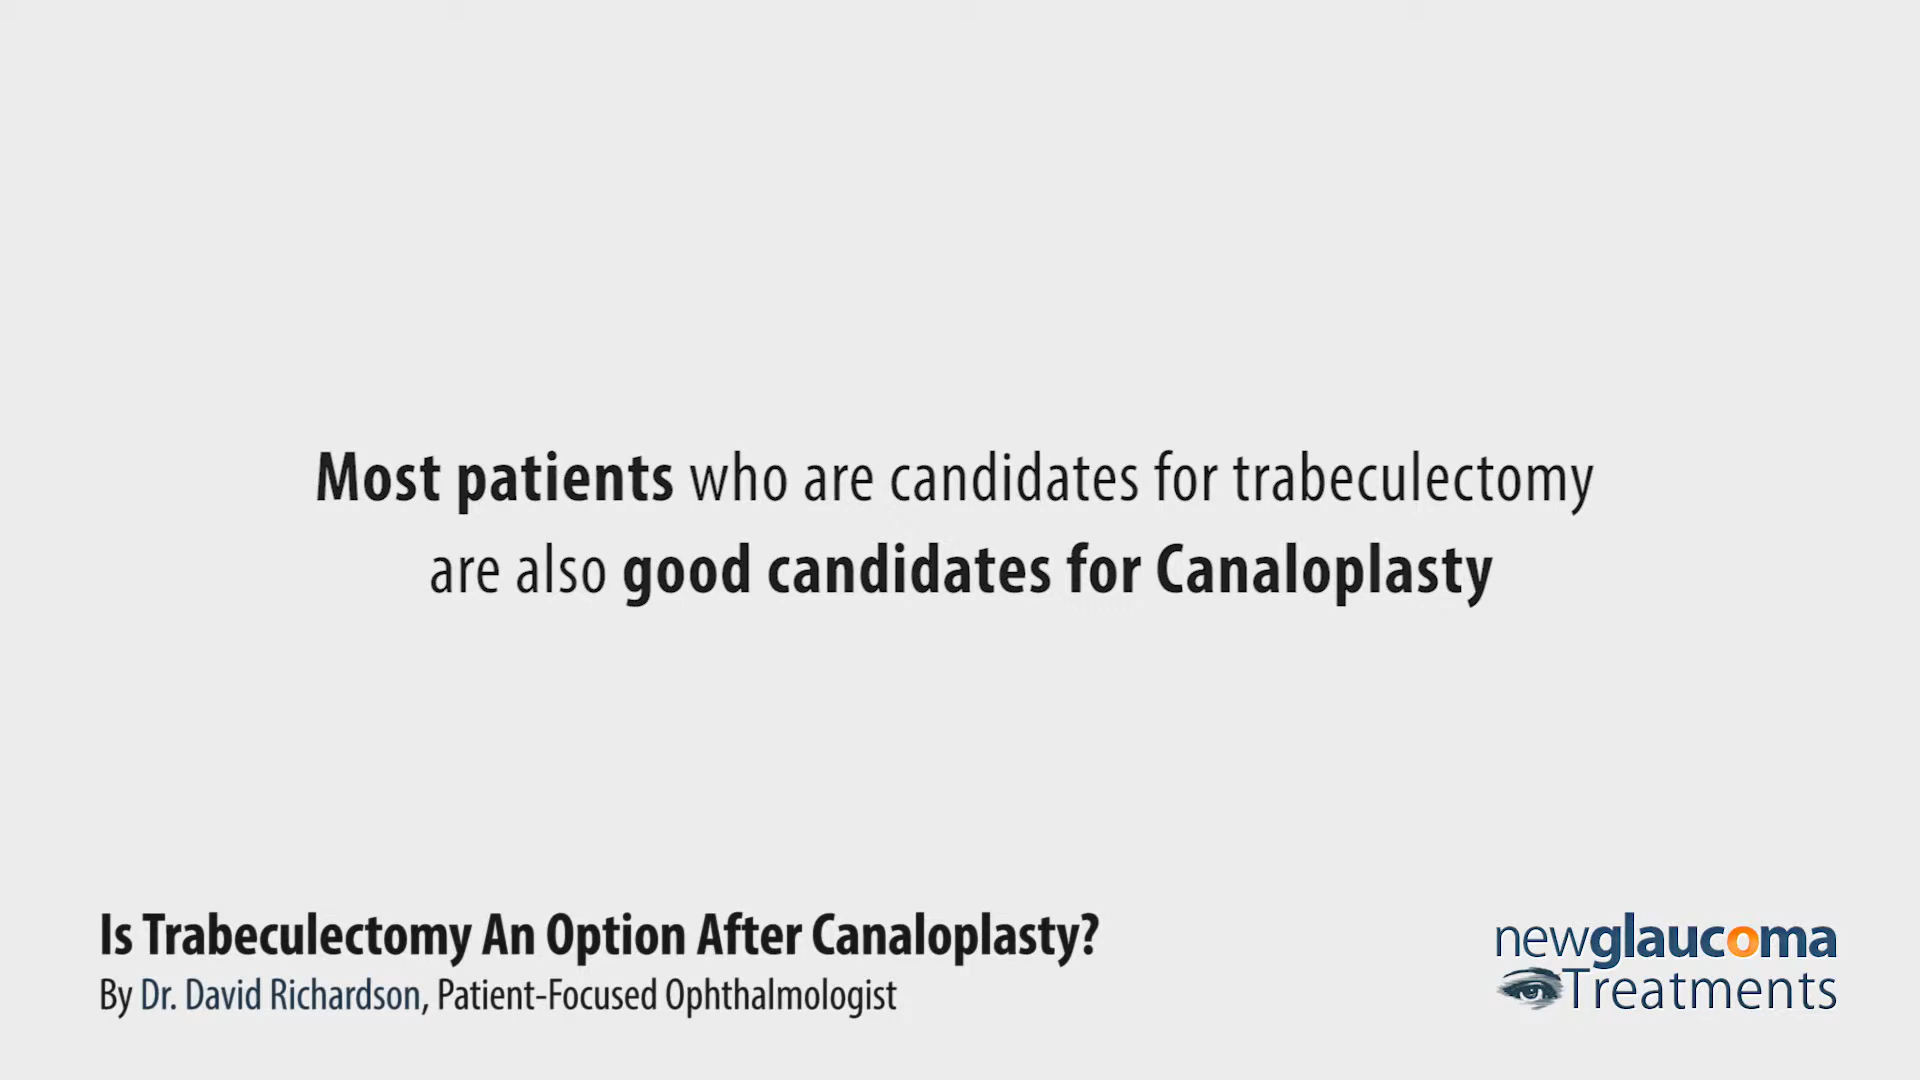 Most patients who are candidates for trabeculectomy
are also good candidates for Canaloplasty
Is Trabeculectomy An Option After Canaloplasty?
By Dr. David Richardson, Patient-Focused Ophthalmologist
newglaucoma
Treatments